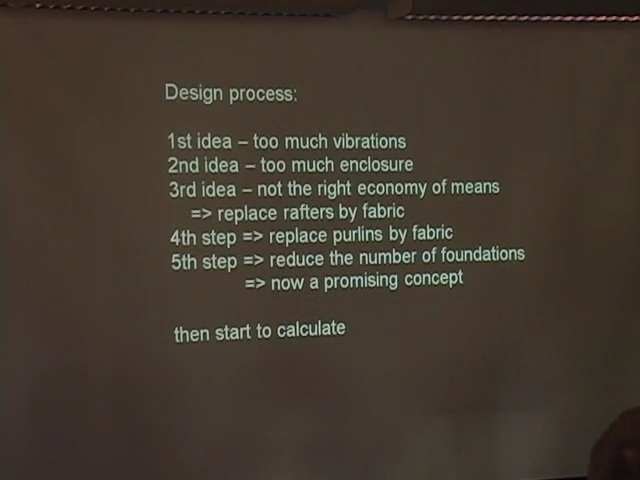 Design process:
1st idea – too much vibrations
2nd idea – too much enclosure
3rd idea – not the right economy of means
=> replace rafters by fabric
4th step => replace purlins by fabric
5th step => reduce the number of foundations
=> now a promising concept
then start to calculate